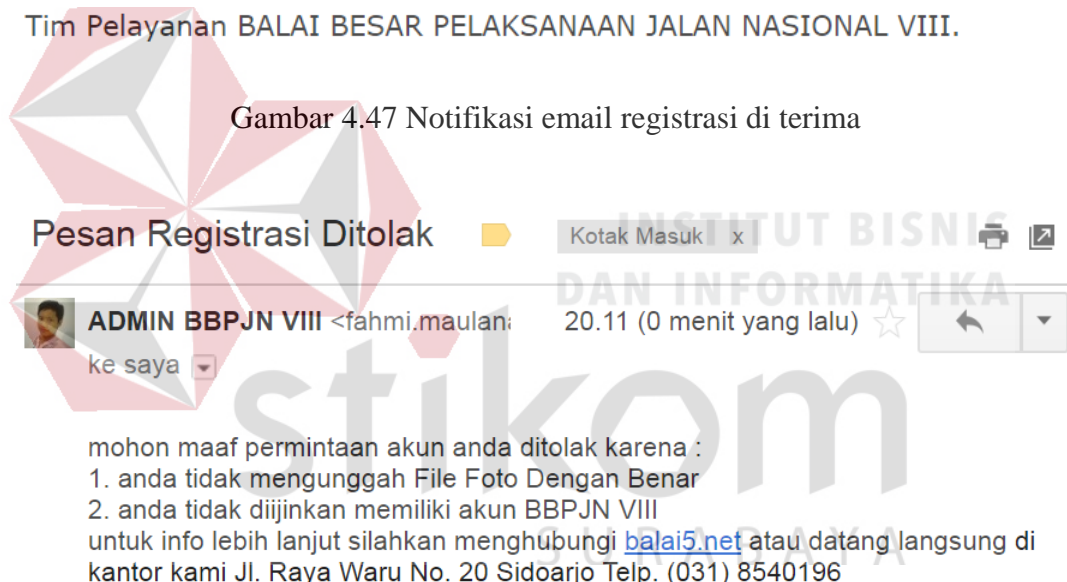 Tim Pelayanan BALAI BESAR PELAKSANAAN JALAN NASIONAL VIII.
Gambar 4.47 Notifikasi email registrasi di terima
Pesan Registrasi Ditolak
Kotak Masuk x
INSTITUT BISNIS
DAN INFORMATIKA
ADMIN BBPJN VIII <fahmi.maulana
20.11 (0 menit yang lalu)
ke saya
stikom
SURABAYA
mohon maaf permintaan akun anda ditolak karena :
1. anda tidak mengunggah File Foto Dengan Benar
2. anda tidak diijinkan memiliki akun BBPJN VIII
untuk info lebih lanjut silahkan menghubungi balai5.net atau datang langsung di
kantor kami Jl. Raya Waru No. 20 Sidoarjo Telp. (031) 8540196